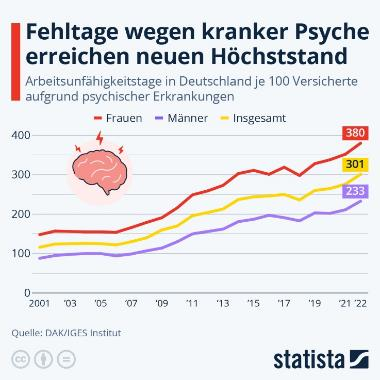 Fehltage wegen kranker Psyche
erreichen neuen Höchststand
Arbeitsunfähigkeitstage in Deutschland je 100 Versicherte
aufgrund psychischer Erkrankungen
Frauen Männer Insgesamt
400
380
301
300
233
200
100
0
2001 '03 '05 '07 '09 '11 '13 '15 '17 '19 '21 '22
Quelle: DAK/IGES Institut
cc
statista